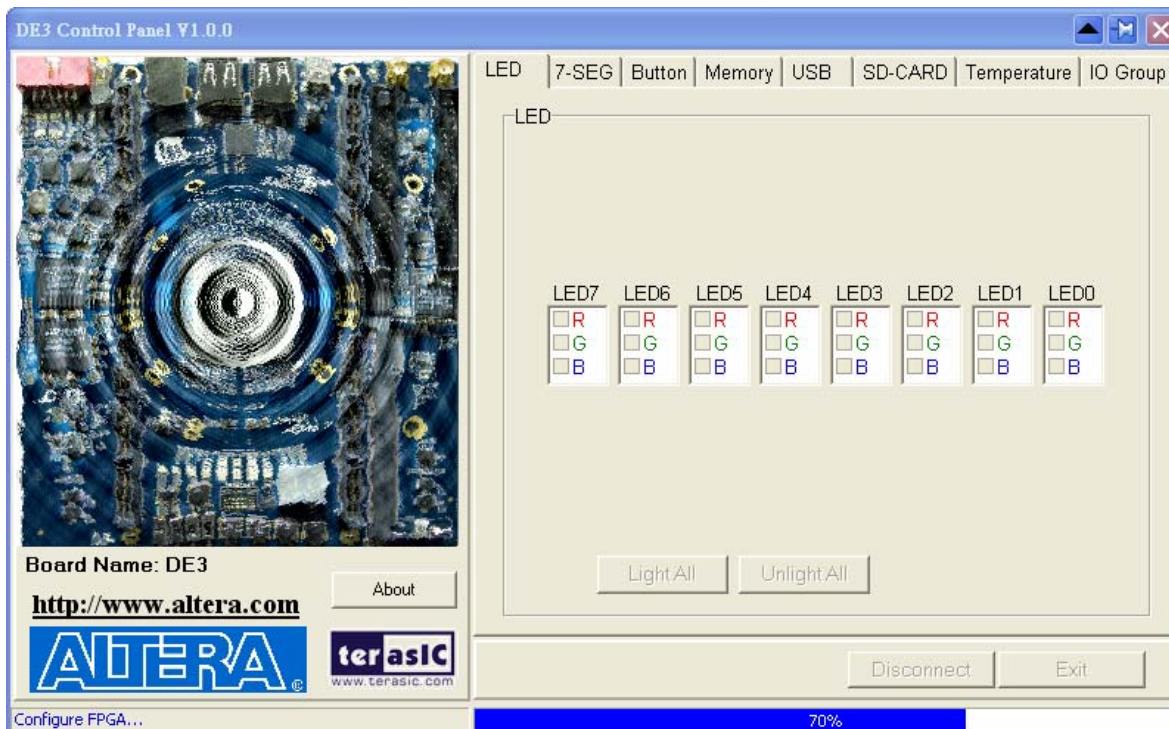 DE3 Control Panel V1.0.0
LED 7-SEG Button Memory USB SD-CARD Temperature IO Group
LED
LED7 LED6 LED5 LED4 LED3 LED2 LED1 LED0
R R R R R R R R
G G G G G G G G
B B B B B B B B
Light All Unlight All
Board Name: DE3
About
http://www.altera.com
ALTERA®
terasic
www.terasic.com
Disconnect Exit
Configure FPGA...
70%